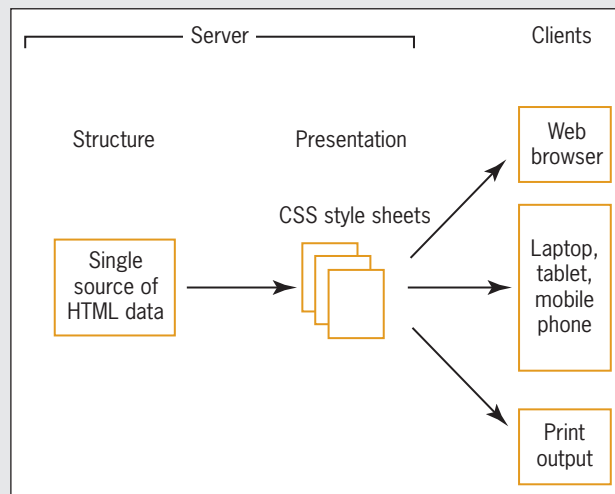 Server
Clients
Structure
Presentation
Web
browser
CSS style sheets
Single
source of
HTML data
Laptop,
tablet,
mobile
phone
Print
output